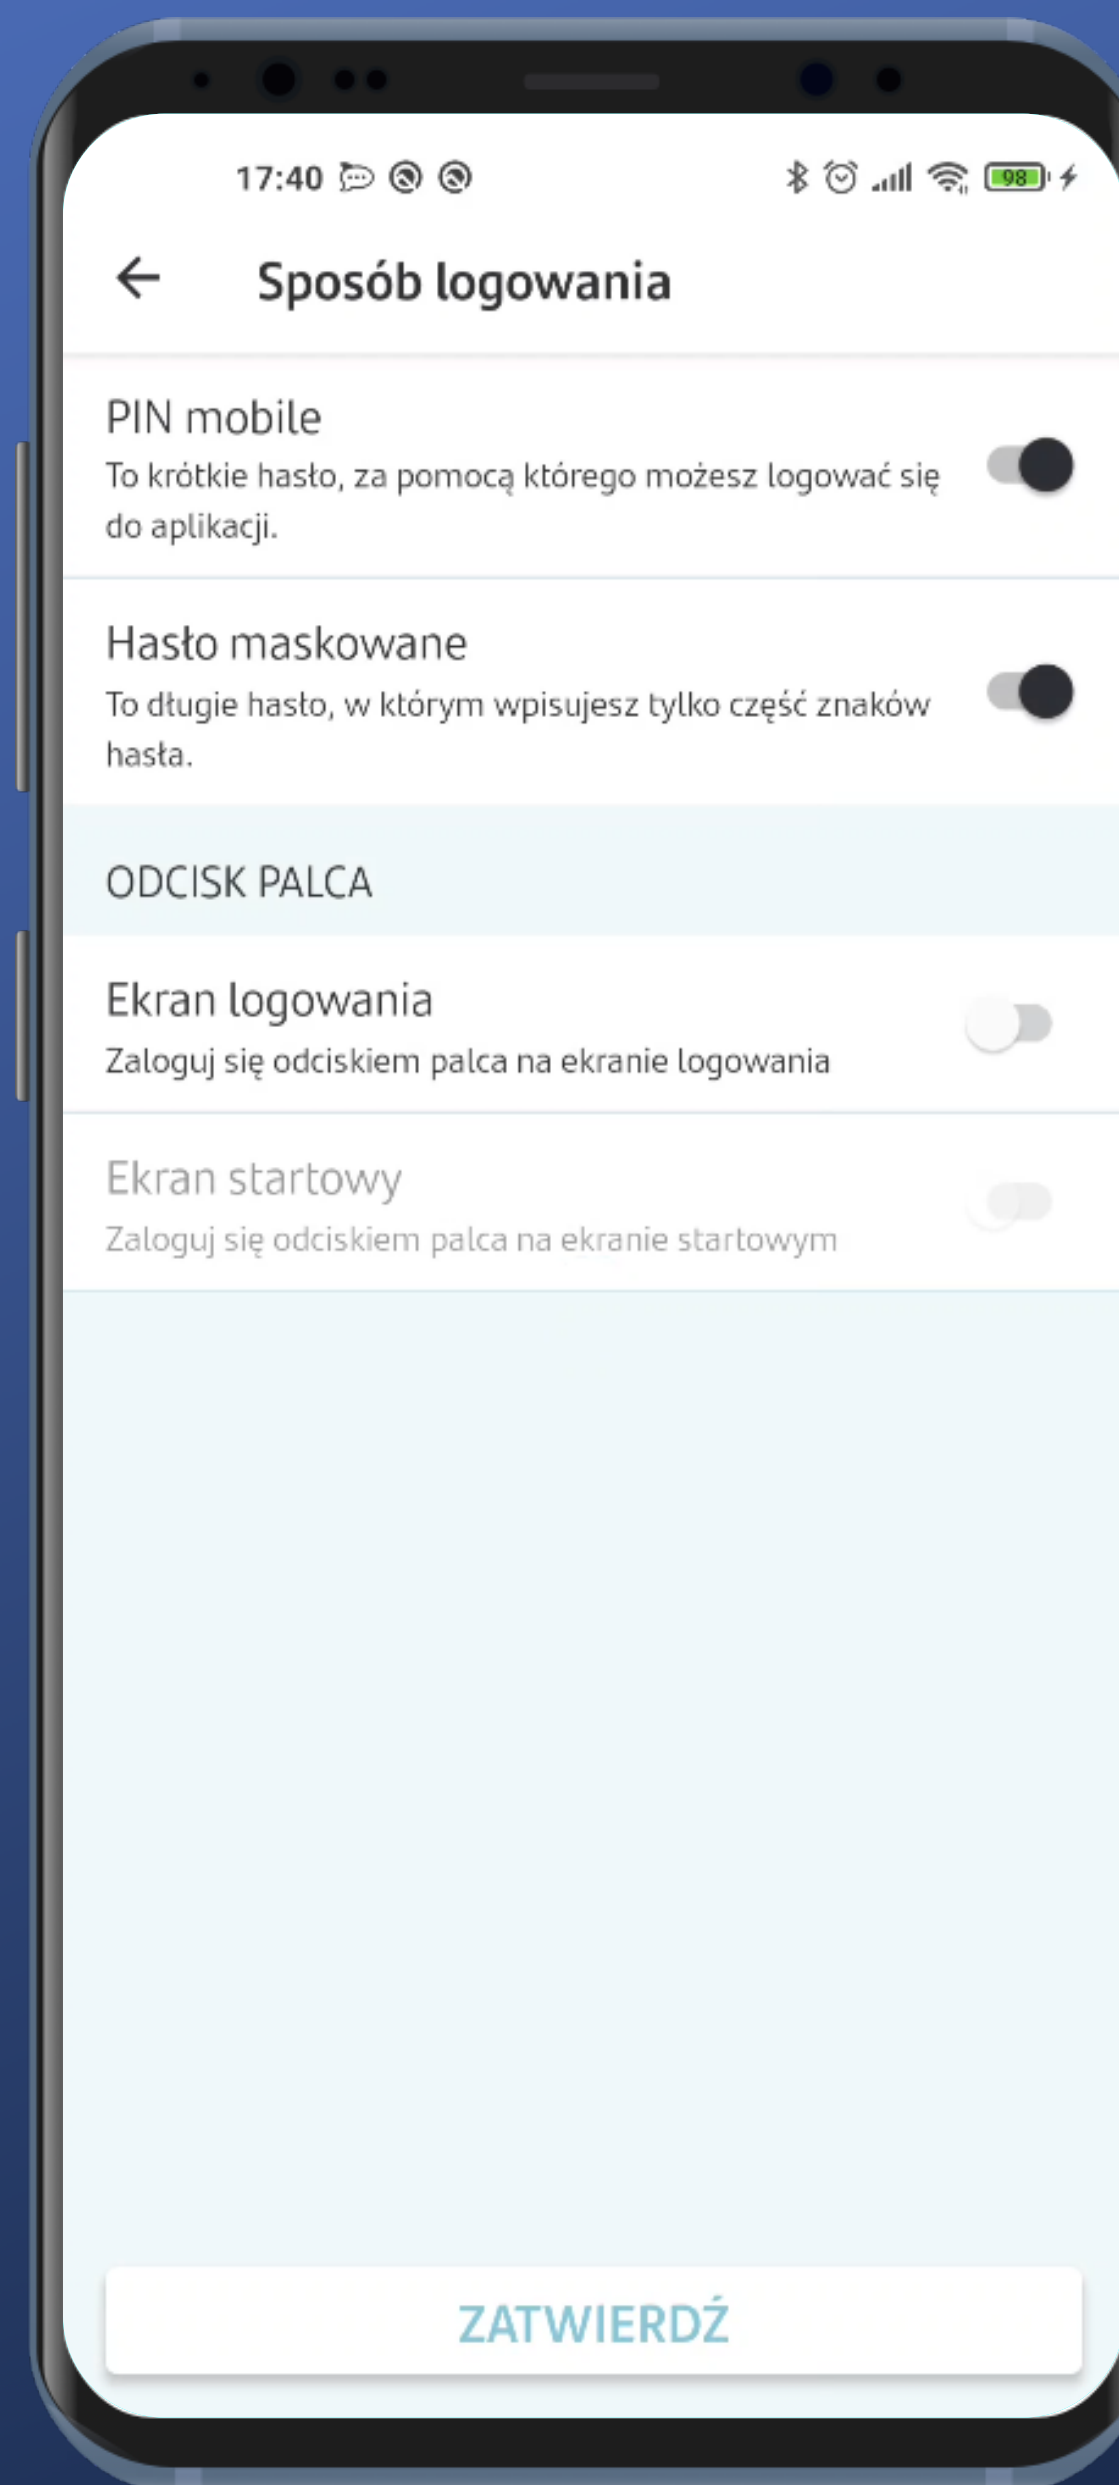 17:40
98
Sposób logowania
PIN mobile
To krótkie hasło, za pomocą którego możesz logować się
do aplikacji.
Hasło maskowane
To długie hasło, w którym wpisujesz tylko część znaków
hasła.
ODCISK PALCA
Ekran logowania
Zaloguj się odciskiem palca na ekranie logowania
Ekran startowy
Zaloguj się odciskiem palca na ekranie startowym
ZATWIERDŹ